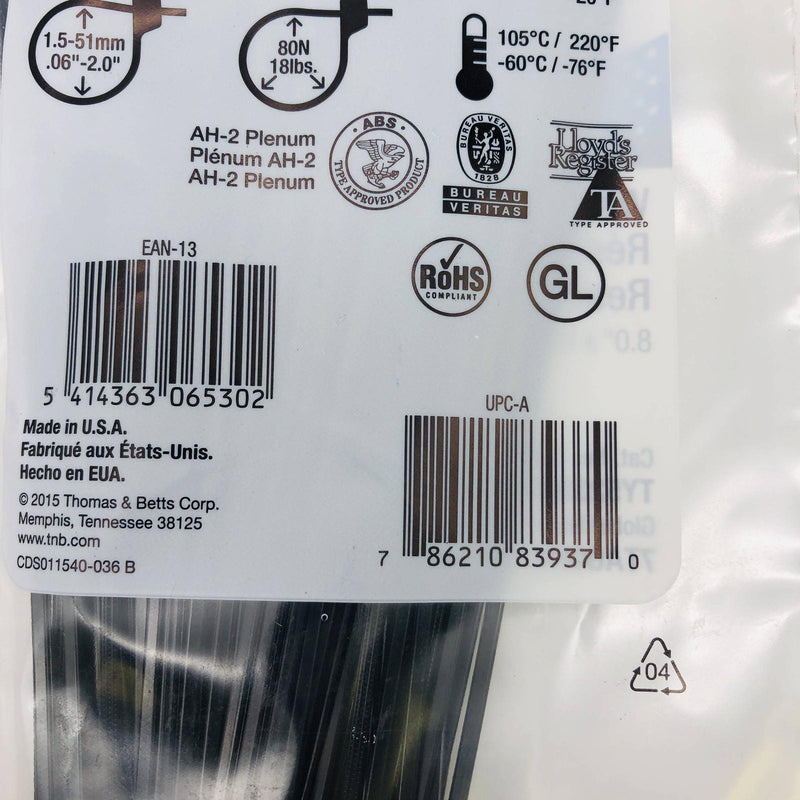 1.5-51mm
.06"-2.0"
80N
18lbs.
105°C / 220°F
-60°C / -76°F
AH-2 Plenum
Plénum AH-2
AH-2 Plenum
ABS
TYPE APPROVED PRODUCT
BUREAU VERITAS
1828
BUREAU
VERITAS
Lloyd's
Register
TA
TYPE APPROVED
RoHS
COMPLIANT
GL
8.0"
EAN-13
5 414363 065302
UPC-A
7 86210 83937 0
Made in U.S.A.
Fabriqué aux États-Unis.
Hecho en EUA.
© 2015 Thomas & Betts Corp.
Memphis, Tennessee 38125
www.tnb.com
CDS011540-036 B
04